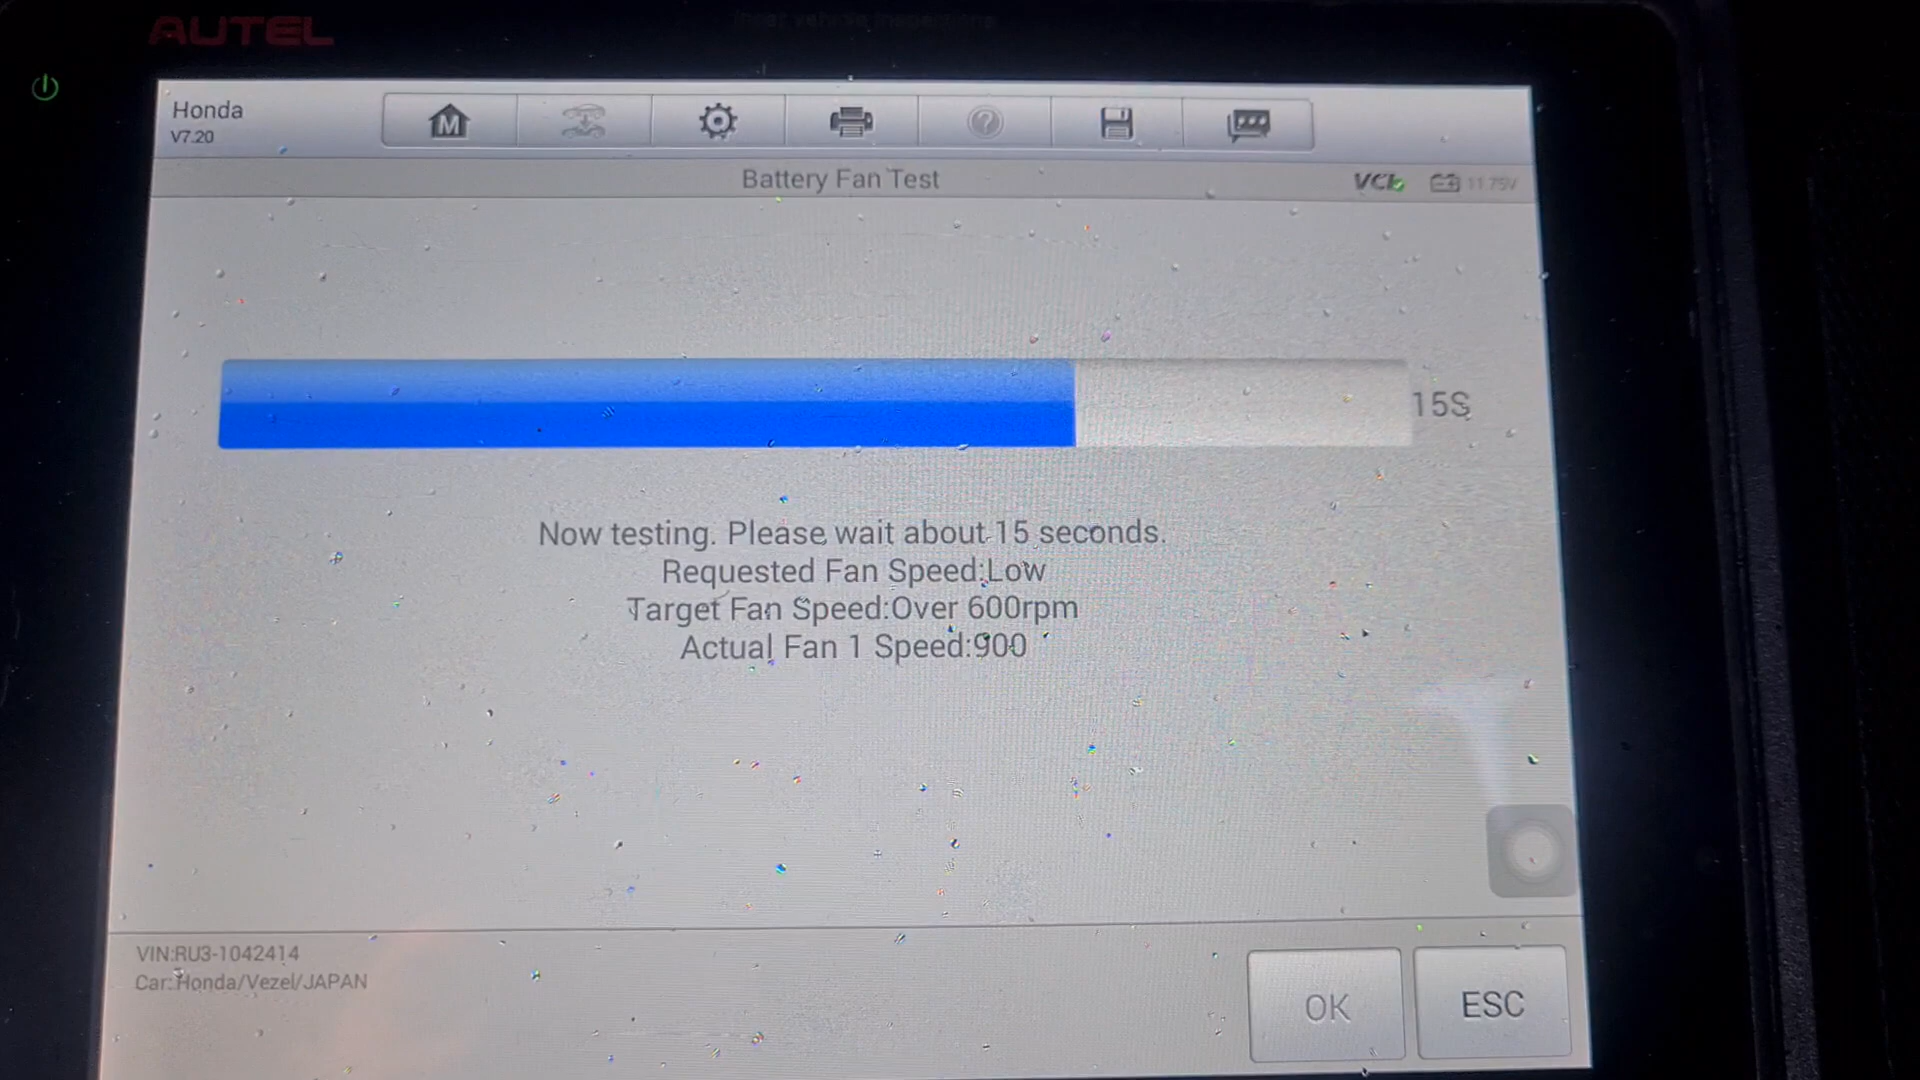 AUTEL
Honda
V7.20
M
Battery Fan Test
VCI
11.75V
15S
Now testing. Please wait about 15 seconds.
Requested Fan Speed:Low
Target Fan Speed:Over 600rpm
Actual Fan 1 Speed:900
VIN:RU3-1042414
Car:Honda/Vezel/JAPAN
OK
ESC